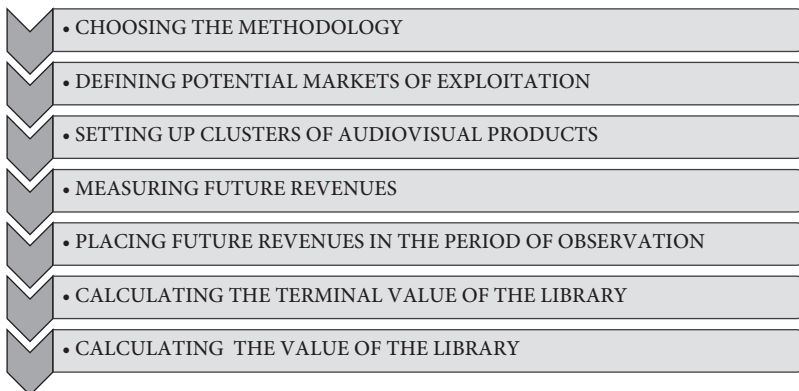 • CHOOSING THE METHODOLOGY
• DEFINING POTENTIAL MARKETS OF EXPLOITATION
• SETTING UP CLUSTERS OF AUDIOVISUAL PRODUCTS
• MEASURING FUTURE REVENUES
• PLACING FUTURE REVENUES IN THE PERIOD OF OBSERVATION
• CALCULATING THE TERMINAL VALUE OF THE LIBRARY
• CALCULATING THE VALUE OF THE LIBRARY